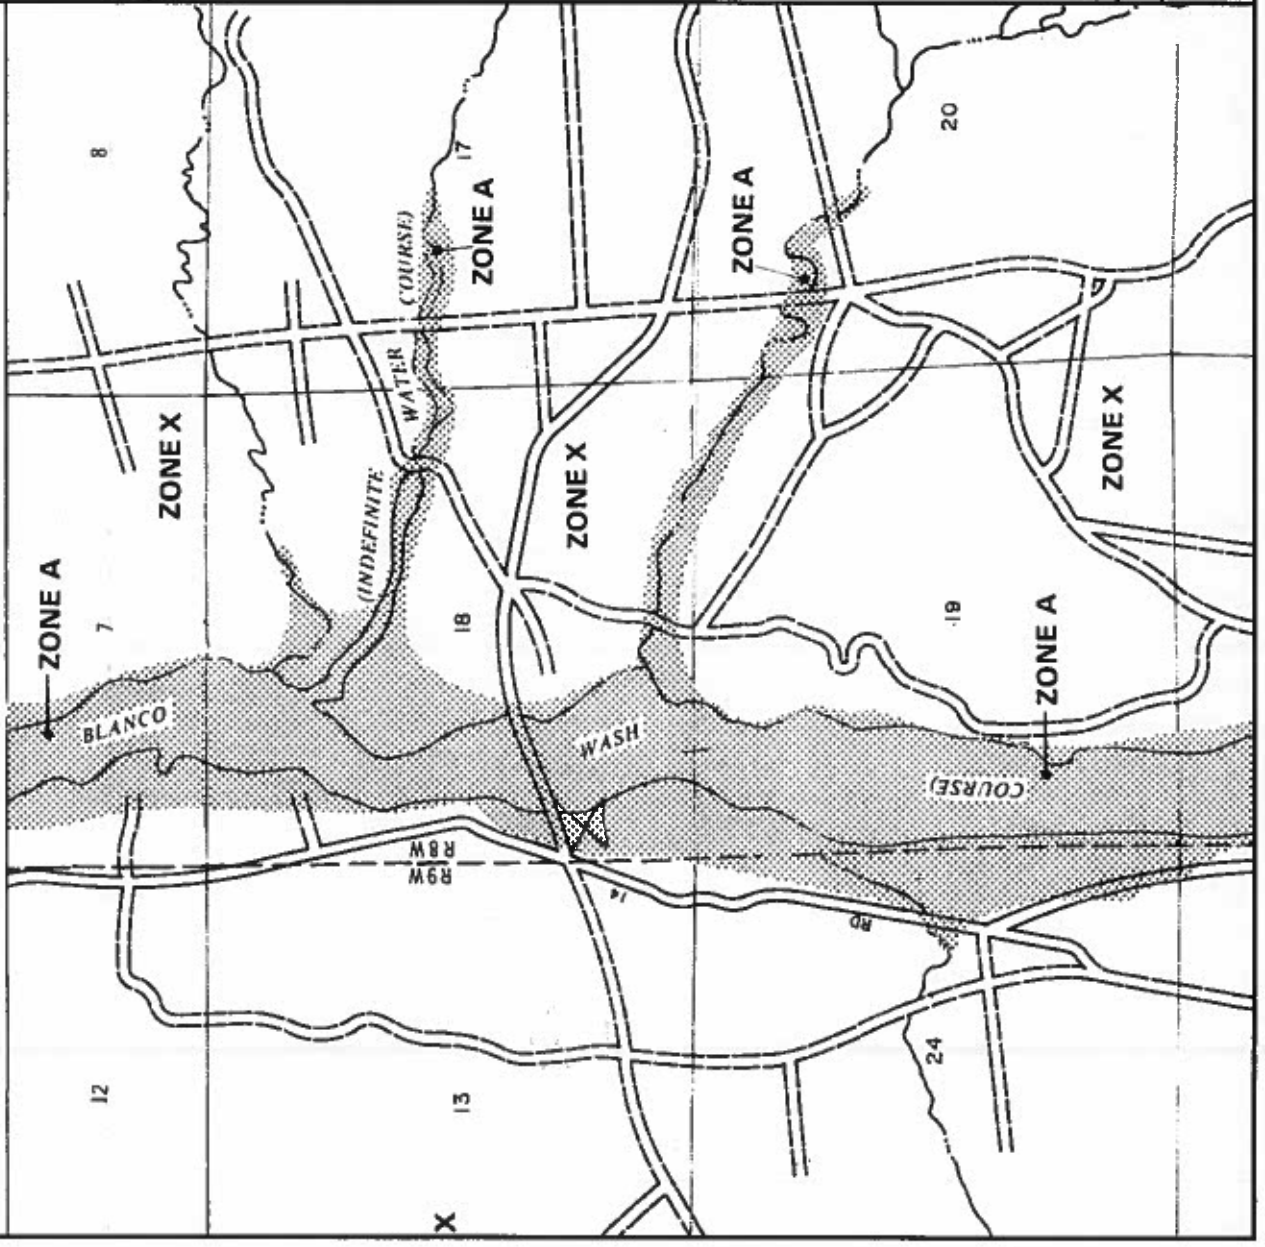 8
17
20
ZONE A
COURSE)
ZONE A
WATER
ZONE X
(INDEFINITE
ZONE X
ZONE X
ZONE A
7
18
19
ZONE A
BLANCO
WASH
COURSE)
R8W
R9W
14
RD
12
13
24
X